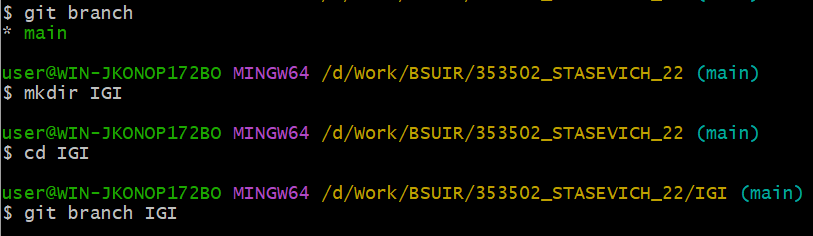 $ git branch
* main
user@WIN-JKONOP172BO MINGW64 /d/Work/BSUIR/353502_STASEVICH_22 (main)
$ mkdir IGI
user@WIN-JKONOP172BO MINGW64 /d/Work/BSUIR/353502_STASEVICH_22 (main)
$ cd IGI
user@WIN-JKONOP172BO MINGW64 /d/Work/BSUIR/353502_STASEVICH_22/IGI (main)
$ git branch IGI